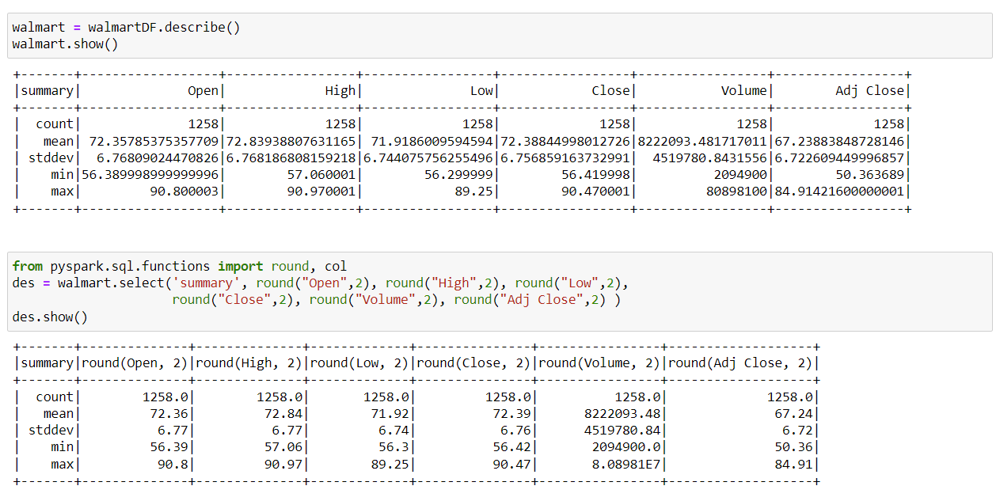 walmart = walmartDF.describe()
walmart.show()
+-------+-----------------+-----------------+-----------------+-----------------+-----------------+-----------------+
|summary|             Open|             High|              Low|            Close|           Volume|        Adj Close|
+-------+-----------------+-----------------+-----------------+-----------------+-----------------+-----------------+
|  count|             1258|             1258|             1258|             1258|             1258|             1258|
|   mean| 72.35785375357709|72.83938807631165| 71.9186009594594|72.38844998012726|8222093.481717011|67.23883848728146|
| stddev|  6.76809024470826|6.768186808159218|6.744075756255496|6.756859163732991|  4519780.8431556|6.722609449996857|
|    min|56.389998999999996|        57.060001|        56.299999|        56.419998|          2094900|        50.363689|
|    max|         90.800003|        90.970001|            89.25|        90.470001|         80898100|84.91421600000001|
+-------+-----------------+-----------------+-----------------+-----------------+-----------------+-----------------+
from pyspark.sql.functions import round, col
des = walmart.select('summary', round("Open",2), round("High",2), round("Low",2),
                     round("Close",2), round("Volume",2), round("Adj Close",2) )
des.show()
+-------+--------------+--------------+-------------+---------------+----------------+-------------------+
|summary|round(Open, 2)|round(High, 2)|round(Low, 2)|round(Close, 2)|round(Volume, 2)|round(Adj Close, 2)|
+-------+--------------+--------------+-------------+---------------+----------------+-------------------+
|  count|        1258.0|        1258.0|       1258.0|         1258.0|          1258.0|             1258.0|
|   mean|         72.36|         72.84|        71.92|          72.39|      8222093.48|              67.24|
| stddev|          6.77|          6.77|         6.74|           6.76|      4519780.84|               6.72|
|    min|         56.39|         57.06|         56.3|          56.42|       2094900.0|              50.36|
|    max|          90.8|         90.97|        89.25|          90.47|       8.08981E7|              84.91|
+-------+--------------+--------------+-------------+---------------+----------------+-------------------+